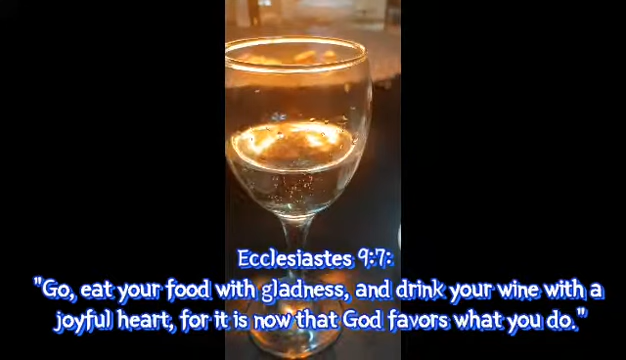 Ecclesiastes 9:7:
"Go, eat your food with gladness, and drink your wine with a
joyful heart, for it is now that God favors what you do."